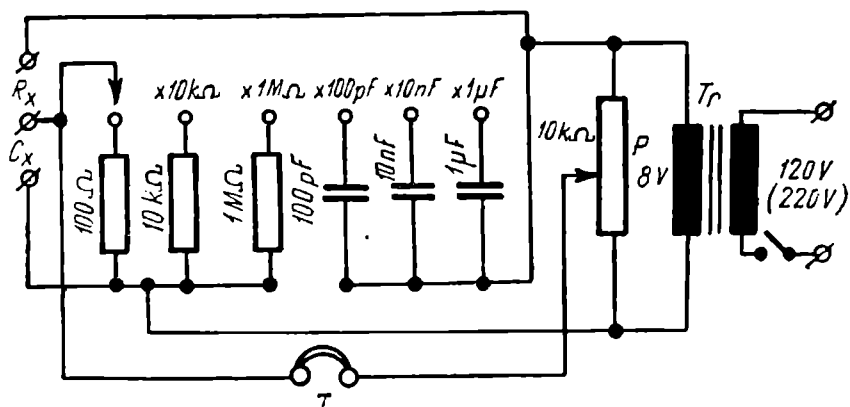 Rx
Cx
x10kΩ
x1MΩ
x100pF
x10nF
x1μF
100Ω
10kΩ
1MΩ
100pF
10nF
1μF
10kΩ
P
8V
Tr
120V
(220V)
T